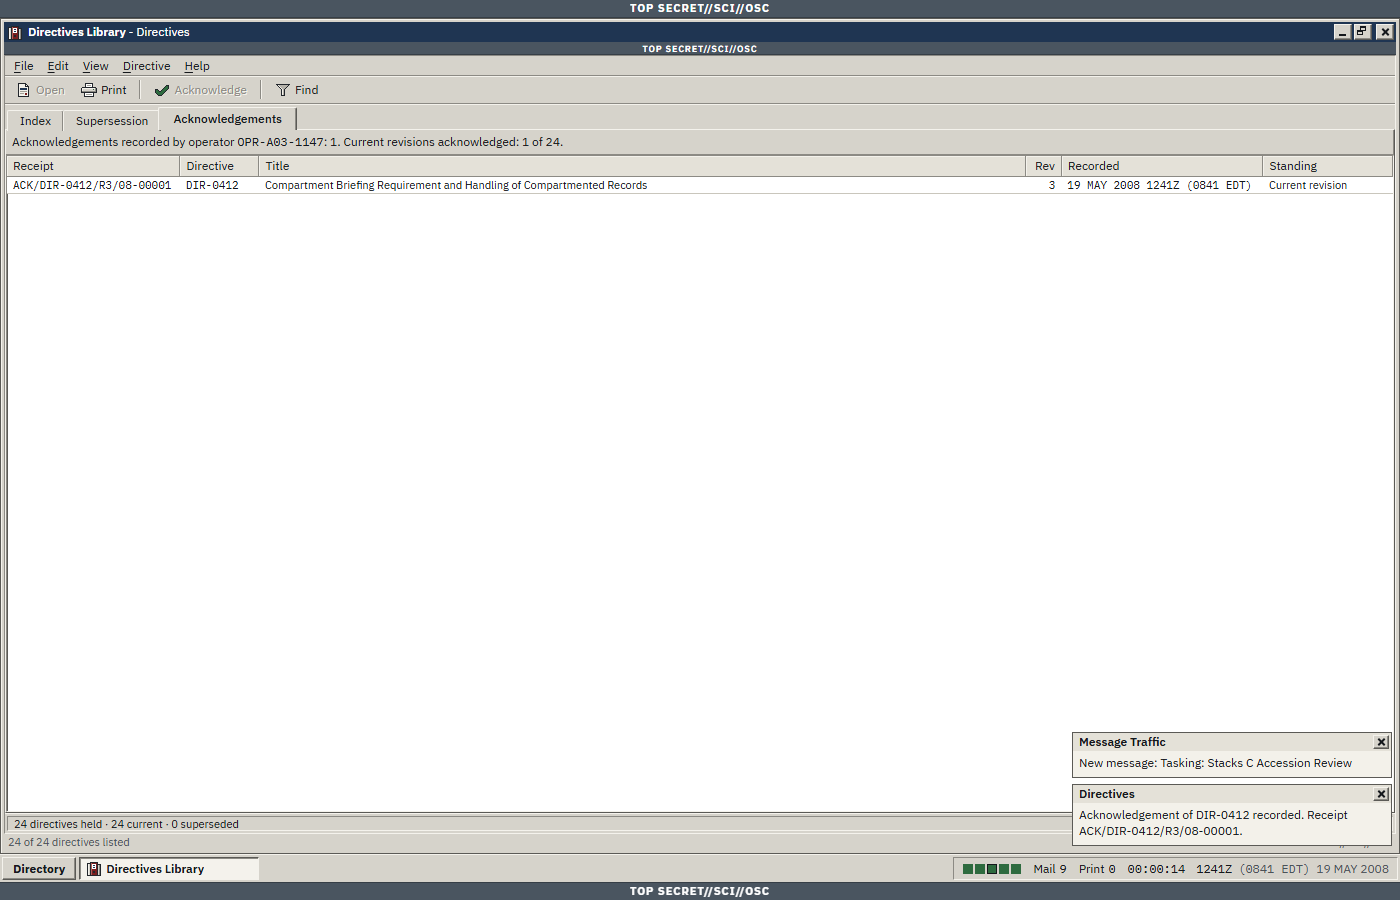 TOP SECRET//SCI//OSC
Directives Library - Directives
TOP SECRET//SCI//OSC
File Edit View Directive Help
Open Print Acknowledge Find
Index Supersession Acknowledgements
Acknowledgements recorded by operator OPR-A03-1147: 1. Current revisions acknowledged: 1 of 24.
Receipt Directive Title Rev Recorded Standing
ACK/DIR-0412/R3/08-00001 DIR-0412 Compartment Briefing Requirement and Handling of Compartmented Records 3 19 MAY 2008 1241Z (0841 EDT) Current revision
Message Traffic
New message: Tasking: Stacks C Accession Review
Directives
Acknowledgement of DIR-0412 recorded. Receipt
ACK/DIR-0412/R3/08-00001.
24 directives held · 24 current · 0 superseded
24 of 24 directives listed
Directory Directives Library Mail 9 Print 0 00:00:14 1241Z (0841 EDT) 19 MAY 2008
TOP SECRET//SCI//OSC